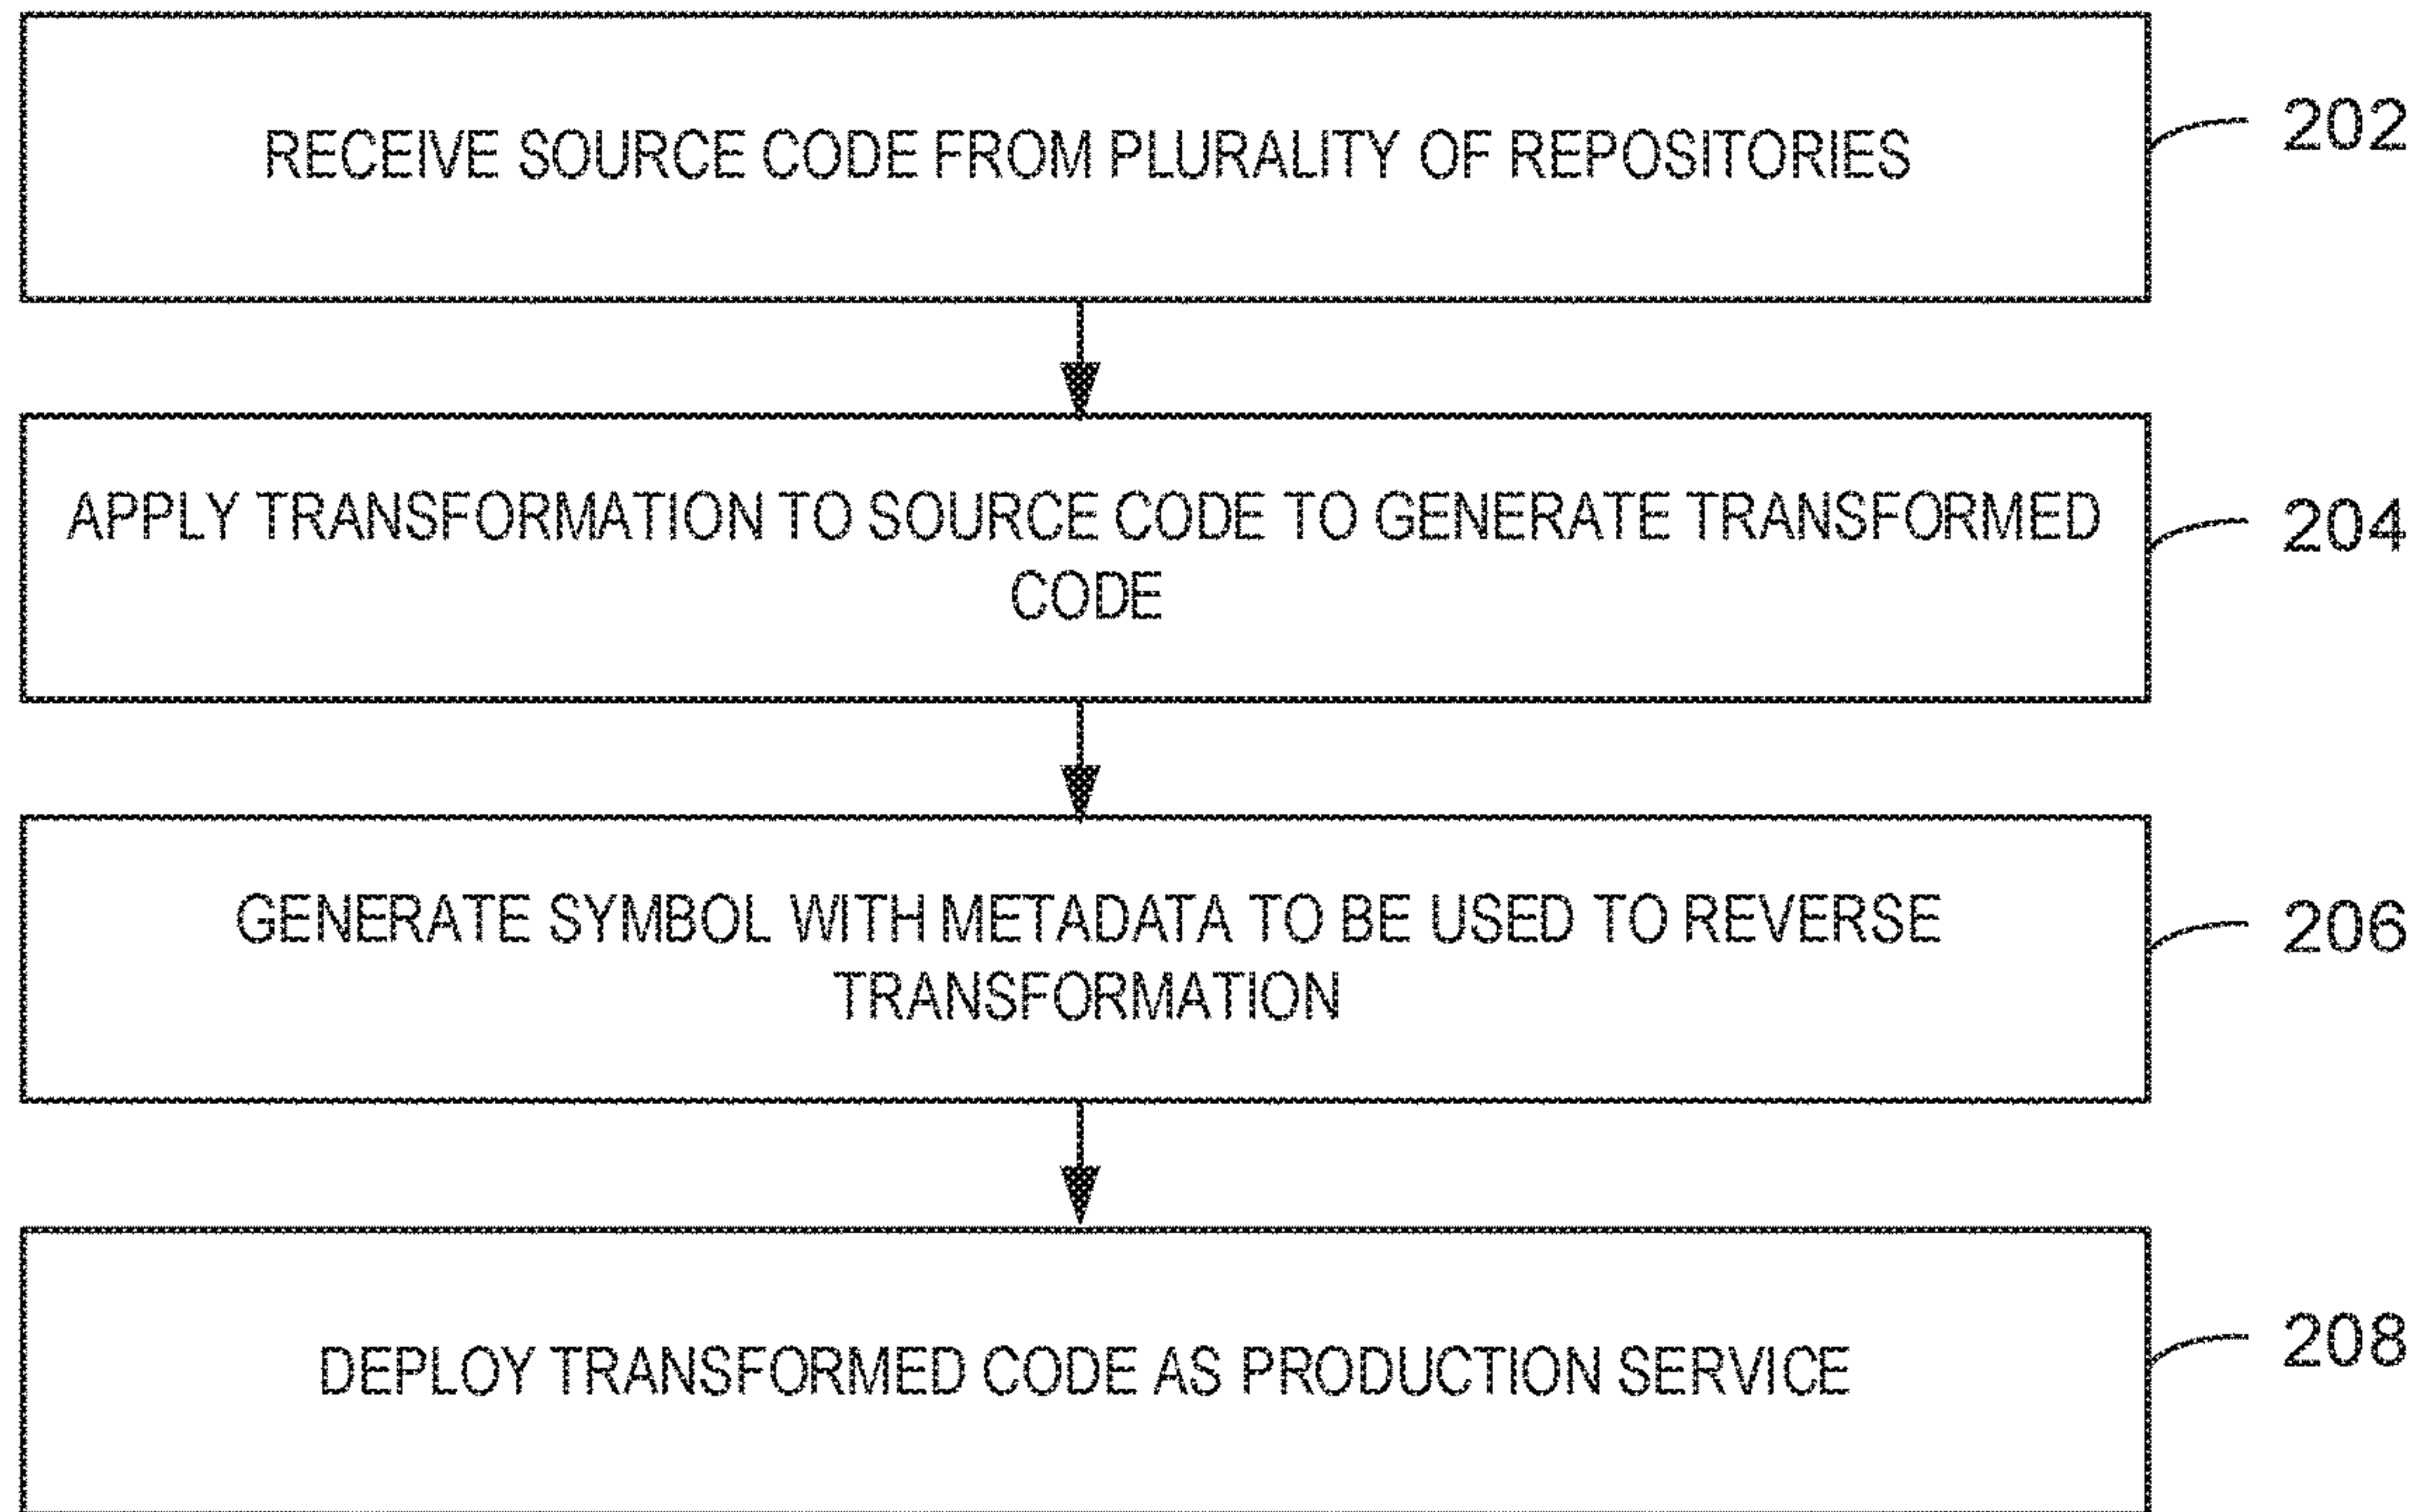 RECEIVE SOURCE CODE FROM PLURALITY OF REPOSITORIES
202
APPLY TRANSFORMATION TO SOURCE CODE TO GENERATE TRANSFORMED
CODE
204
GENERATE SYMBOL WITH METADATA TO BE USED TO REVERSE
TRANSFORMATION
206
DEPLOY TRANSFORMED CODE AS PRODUCTION SERVICE
208